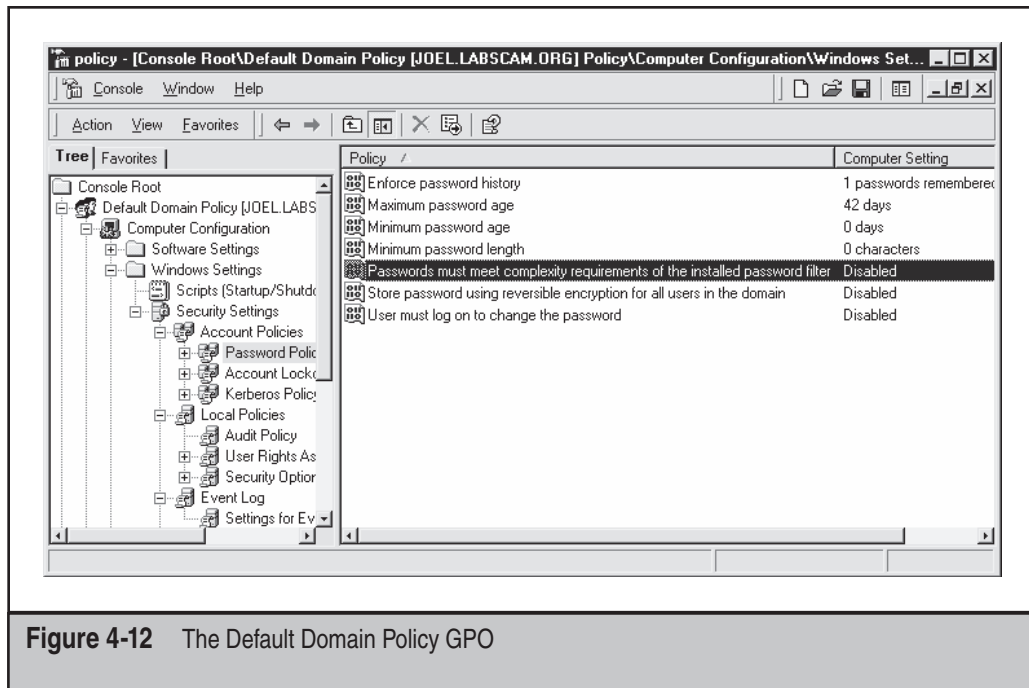 policy - [Console Root\Default Domain Policy [JOEL.LABSCAM.ORG] Policy\Computer Configuration\Windows Set...
Console Window Help
Action View Favorites
Tree Favorites
Console Root
Default Domain Policy [JOEL.LABS
Computer Configuration
Software Settings
Windows Settings
Scripts (Startup/Shutdo
Security Settings
Account Policies
Password Polic
Account Locko
Kerberos Policy
Local Policies
Audit Policy
User Rights As
Security Option
Event Log
Settings for Ev
Policy Computer Setting
Enforce password history 1 passwords remembered
Maximum password age 42 days
Minimum password age 0 days
Minimum password length 0 characters
Passwords must meet complexity requirements of the installed password filter Disabled
Store password using reversible encryption for all users in the domain Disabled
User must log on to change the password Disabled
Figure 4-12 The Default Domain Policy GPO